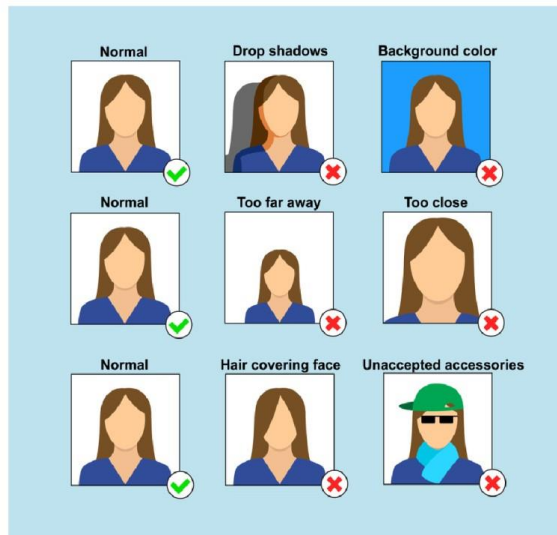 Normal
Drop shadows
Background color
Normal
Too far away
Too close
Normal
Hair covering face
Unaccepted accessories